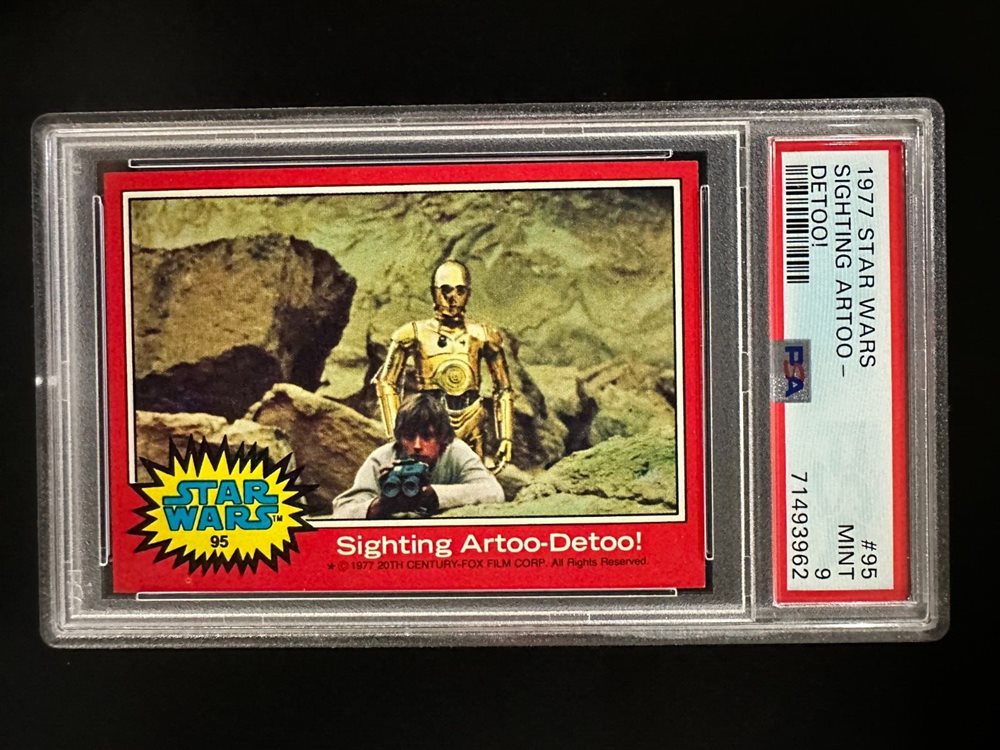 STAR
WARS™
95
Sighting Artoo-Detoo!
★ © 1977 20TH CENTURY-FOX FILM CORP. All Rights Reserved.
1977 STAR WARS #95
SIGHTING ARTOO - MINT
DETOO! 9
PSA 71493962